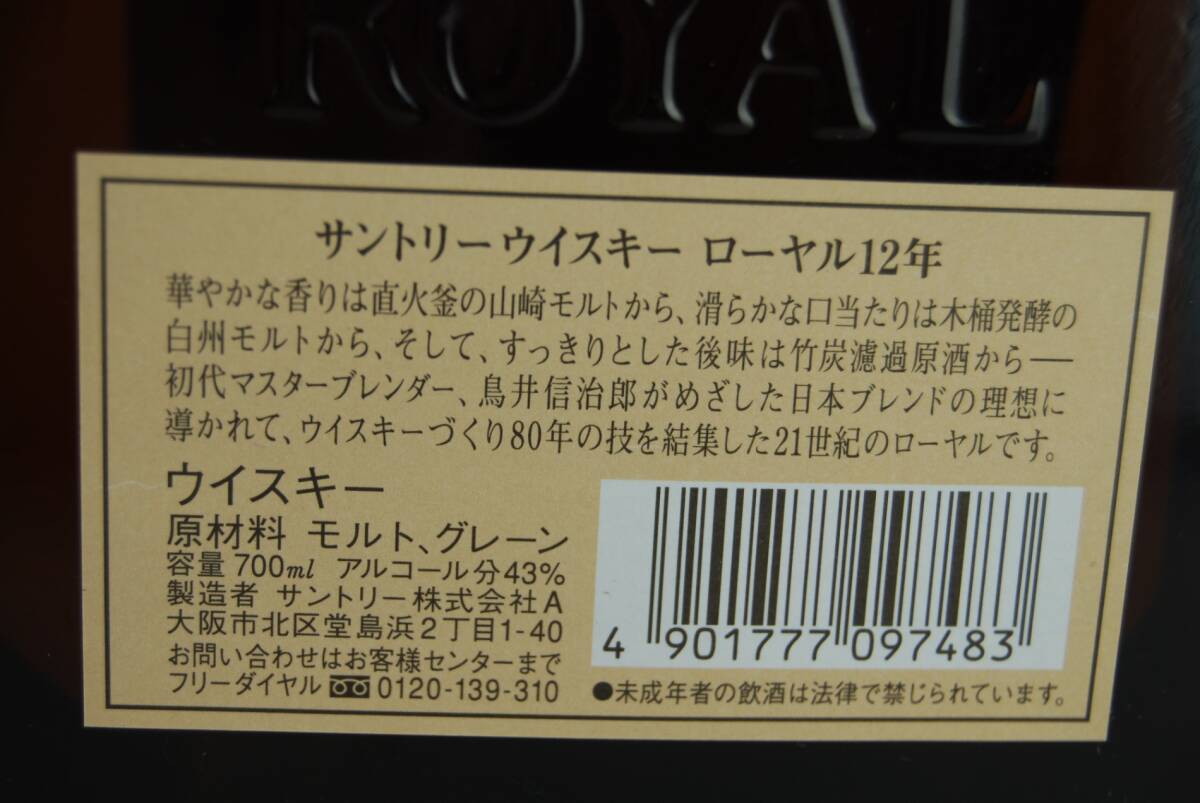 ROYAL
サントリーウイスキー ローヤル12年
華やかな香りは直火釜の山崎モルトから、滑らかな口当たりは木桶発酵の
白州モルトから、そして、すっきりとした後味は竹炭濾過原酒から——
初代マスターブレンダー、鳥井信治郎がめざした日本ブレンドの理想に
導かれて、ウイスキーづくり80年の技を結集した21世紀のローヤルです。
ウイスキー
原材料 モルト、グレーン
容量 700ml アルコール分43%
製造者 サントリー株式会社A
大阪市北区堂島浜2丁目1-40
お問い合わせはお客様センターまで
フリーダイヤル 0120-139-310
4 901777 097483
●未成年者の飲酒は法律で禁じられています。